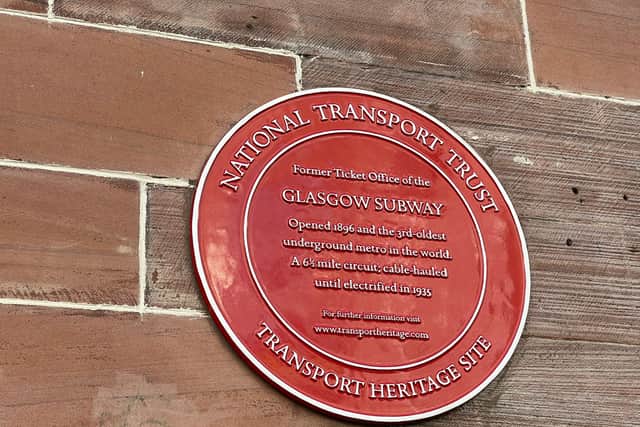 NATIONAL TRANSPORT TRUST
Former Ticket Office of the
GLASGOW SUBWAY
Opened 1896 and the 3rd-oldest
underground metro in the world.
A 6½ mile circuit; cable-hauled
until electrified in 1935
For further information visit
www.transportheritage.com
TRANSPORT HERITAGE SITE